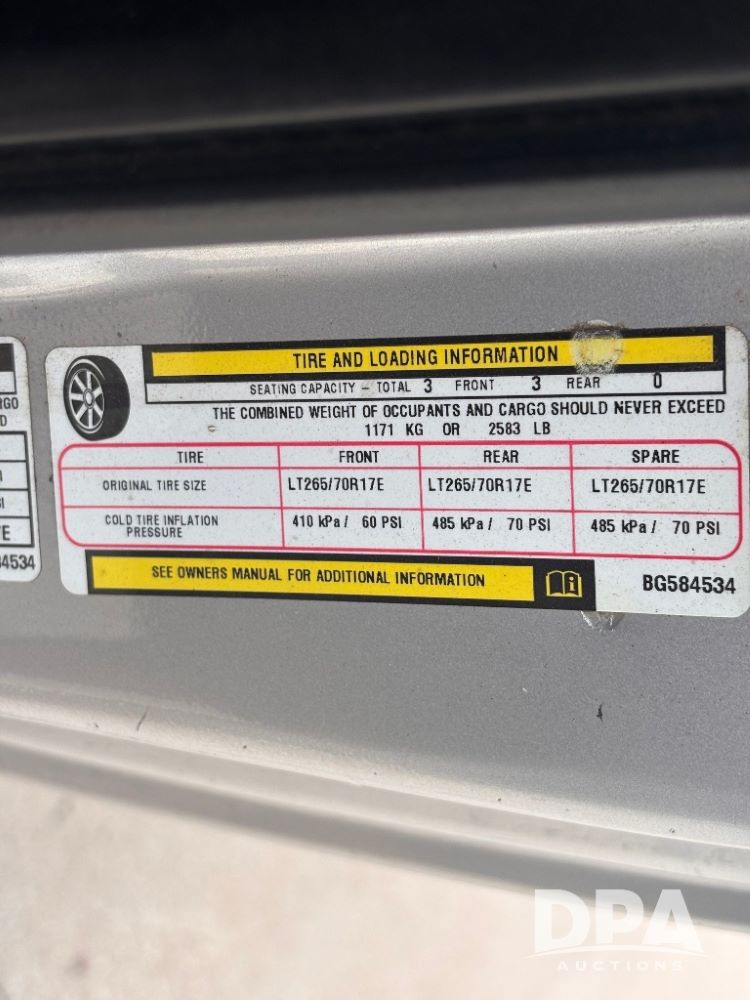 TIRE AND LOADING INFORMATION
SEATING CAPACITY – TOTAL 3 FRONT 3 REAR 0
THE COMBINED WEIGHT OF OCCUPANTS AND CARGO SHOULD NEVER EXCEED
1171 KG OR 2583 LB
TIRE FRONT REAR SPARE
ORIGINAL TIRE SIZE LT265/70R17E LT265/70R17E LT265/70R17E
COLD TIRE INFLATION PRESSURE 410 kPa / 60 PSI 485 kPa / 70 PSI 485 kPa / 70 PSI
SEE OWNERS MANUAL FOR ADDITIONAL INFORMATION
BG584534
DPA
AUCTIONS